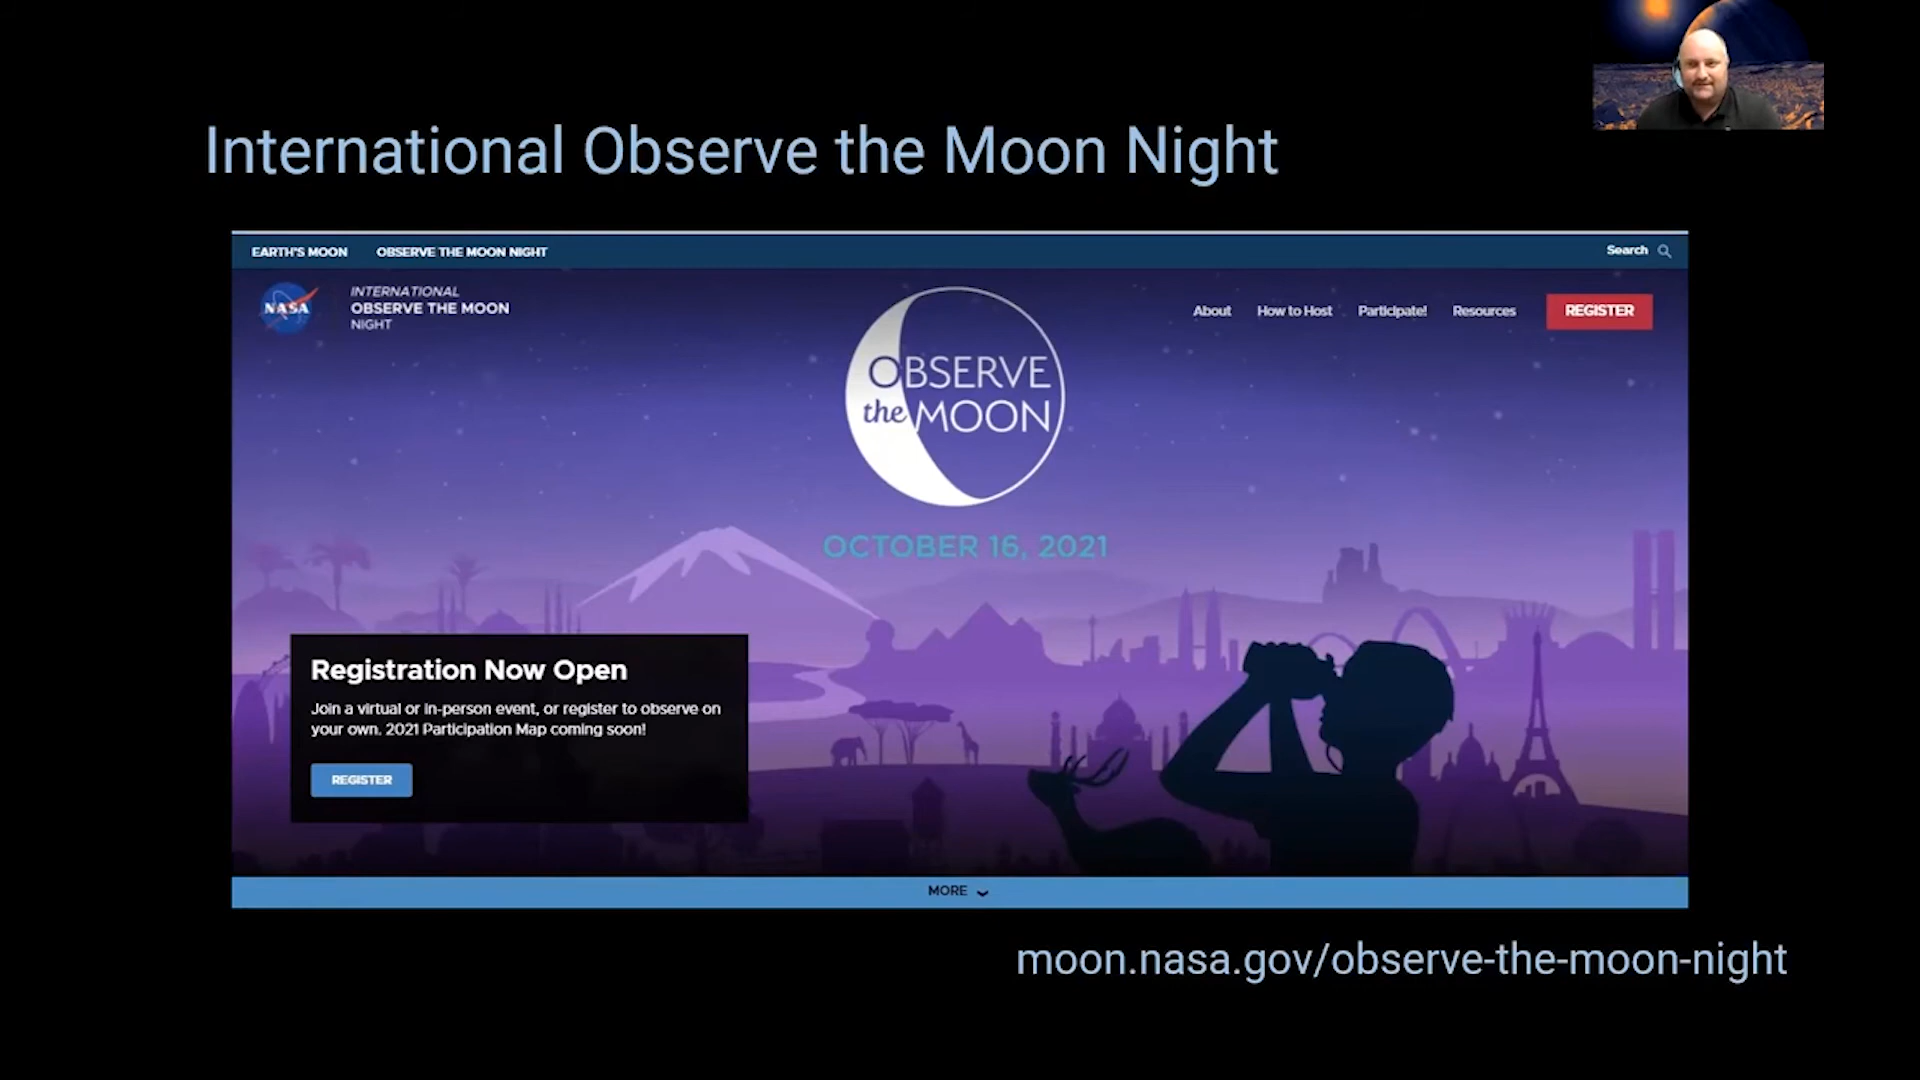 International Observe the Moon Night
EARTH'S MOON OBSERVE THE MOON NIGHT Search
NASA
INTERNATIONAL
OBSERVE THE MOON
NIGHT
About How to Host Participate! Resources REGISTER
OBSERVE
the MOON
OCTOBER 16, 2021
Registration Now Open
Join a virtual or in-person event, or register to observe on
your own. 2021 Participation Map coming soon!
REGISTER
MORE
moon.nasa.gov/observe-the-moon-night